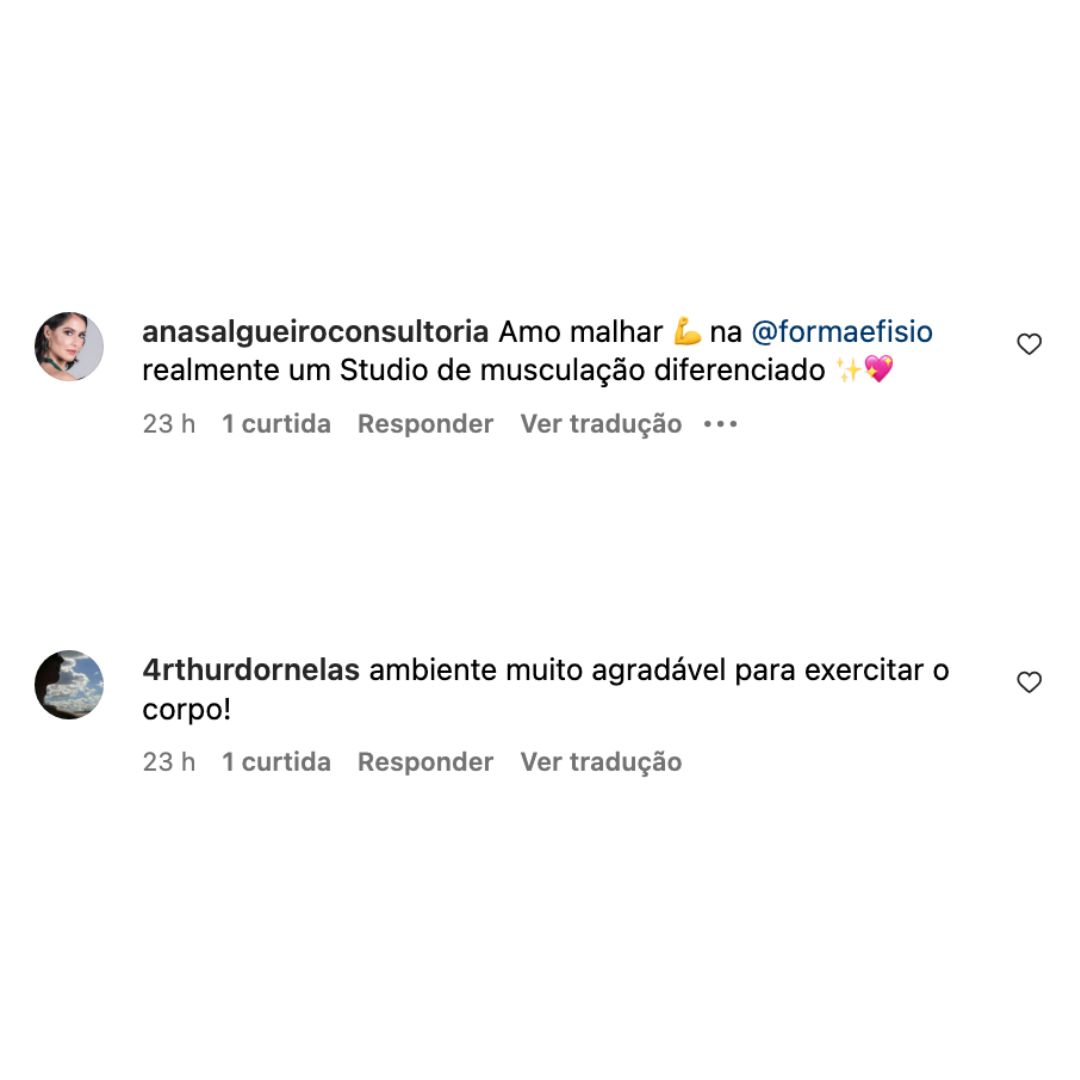 anasalgueiroconsultoria Amo malhar 💪 na @formaefisio
realmente um Studio de musculação diferenciado ✨💖
23 h 1 curtida Responder Ver tradução •••
4rthurdornelas ambiente muito agradável para exercitar o
corpo!
23 h 1 curtida Responder Ver tradução